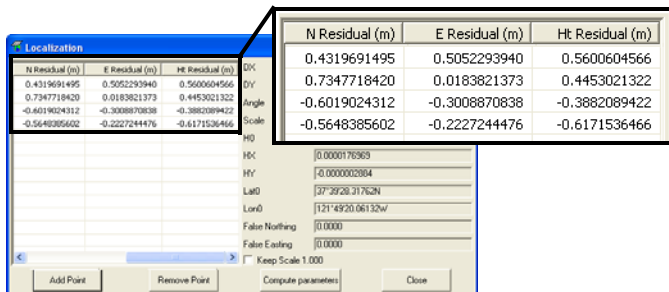 Localization
N Residual (m) E Residual (m) Ht Residual (m)
0.4319691495 0.5052293940 0.5600604566
0.7347718420 0.0183821373 0.4453021322
-0.6019024312 -0.3008870838 -0.3882089422
-0.5648385602 -0.2227244476 -0.6171536466
N Residual (m) E Residual (m) Ht Residual (m)
0.4319691495 0.5052293940 0.5600604566
0.7347718420 0.0183821373 0.4453021322
-0.6019024312 -0.3008870838 -0.3882089422
-0.5648385602 -0.2227244476 -0.6171536466
DX
DY
Angle
Scale
H0
HX 0.0000176969
HY -0.0000002884
Lat0 37°39'28.31762N
Lon0 121°49'20.06132W
False Northing 0.0000
False Easting 0.0000
Keep Scale 1.000
Add Point Remove Point Compute parameters Close